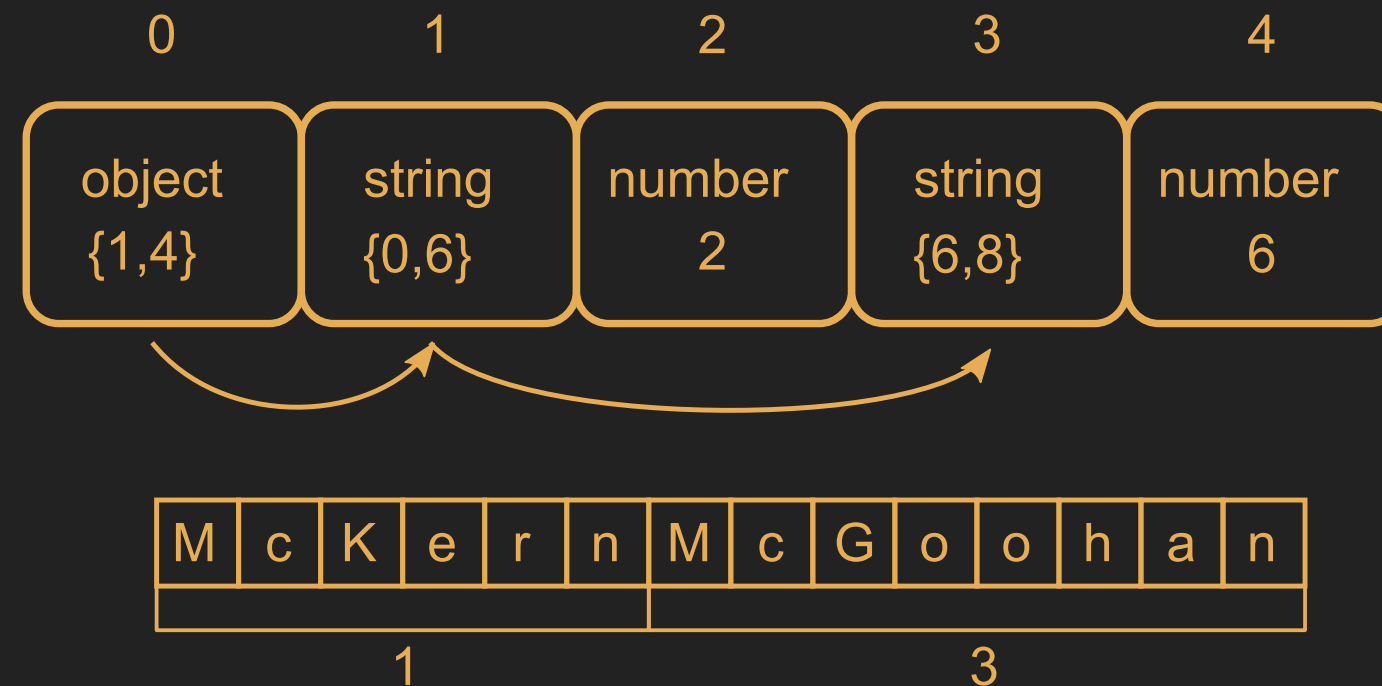 0 1 2 3 4
object string number string number
{1,4} {0,6} 2 {6,8} 6
M c K e r n M c G o o h a n
1 3